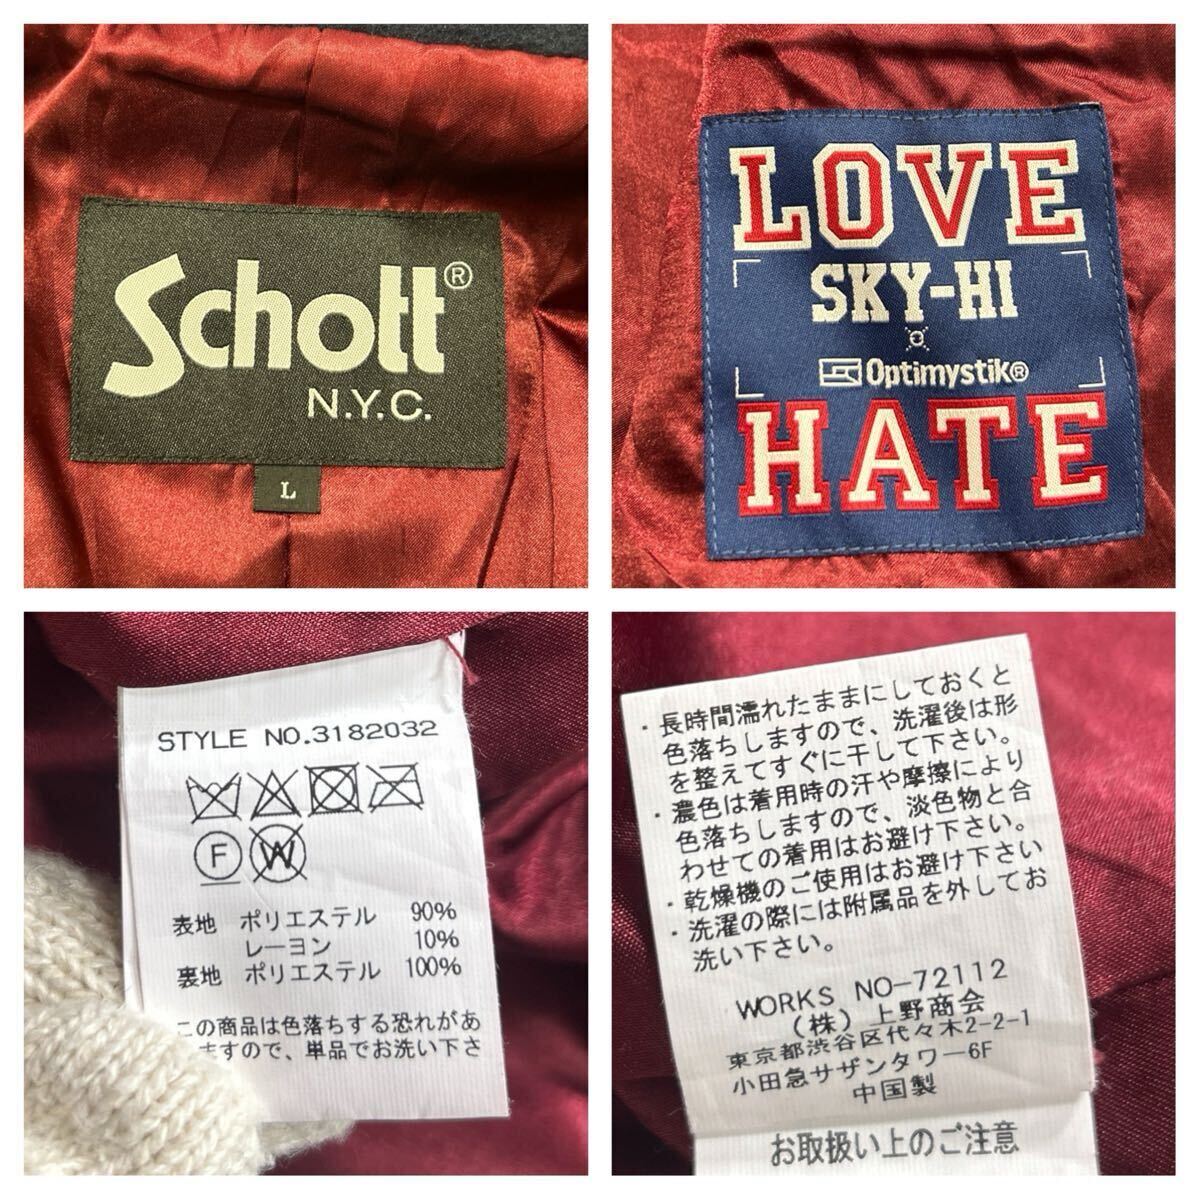 Schott®
N.Y.C.
L
LOVE
SKY-HI
Optimystik®
HATE
STYLE NO.3182032
F W
表地 ポリエステル 90%
レーヨン 10%
裏地 ポリエステル 100%
この商品は色落ちする恐れがあ
ますので、単品でお洗い下さ
・長時間濡れたままにしておくと
色落ちしますので、洗濯後は形
を整えてすぐに干して下さい。
・濃色は着用時の汗や摩擦により
色落ちしますので、淡色物と合
わせての着用はお避け下さい。
・乾燥機のご使用はお避け下さい
・洗濯の際には附属品を外してお
洗い下さい。
WORKS NO-72112
(株)上野商会
東京都渋谷区代々木2-2-1
小田急サザンタワー6F
中国製
お取扱い上のご注意